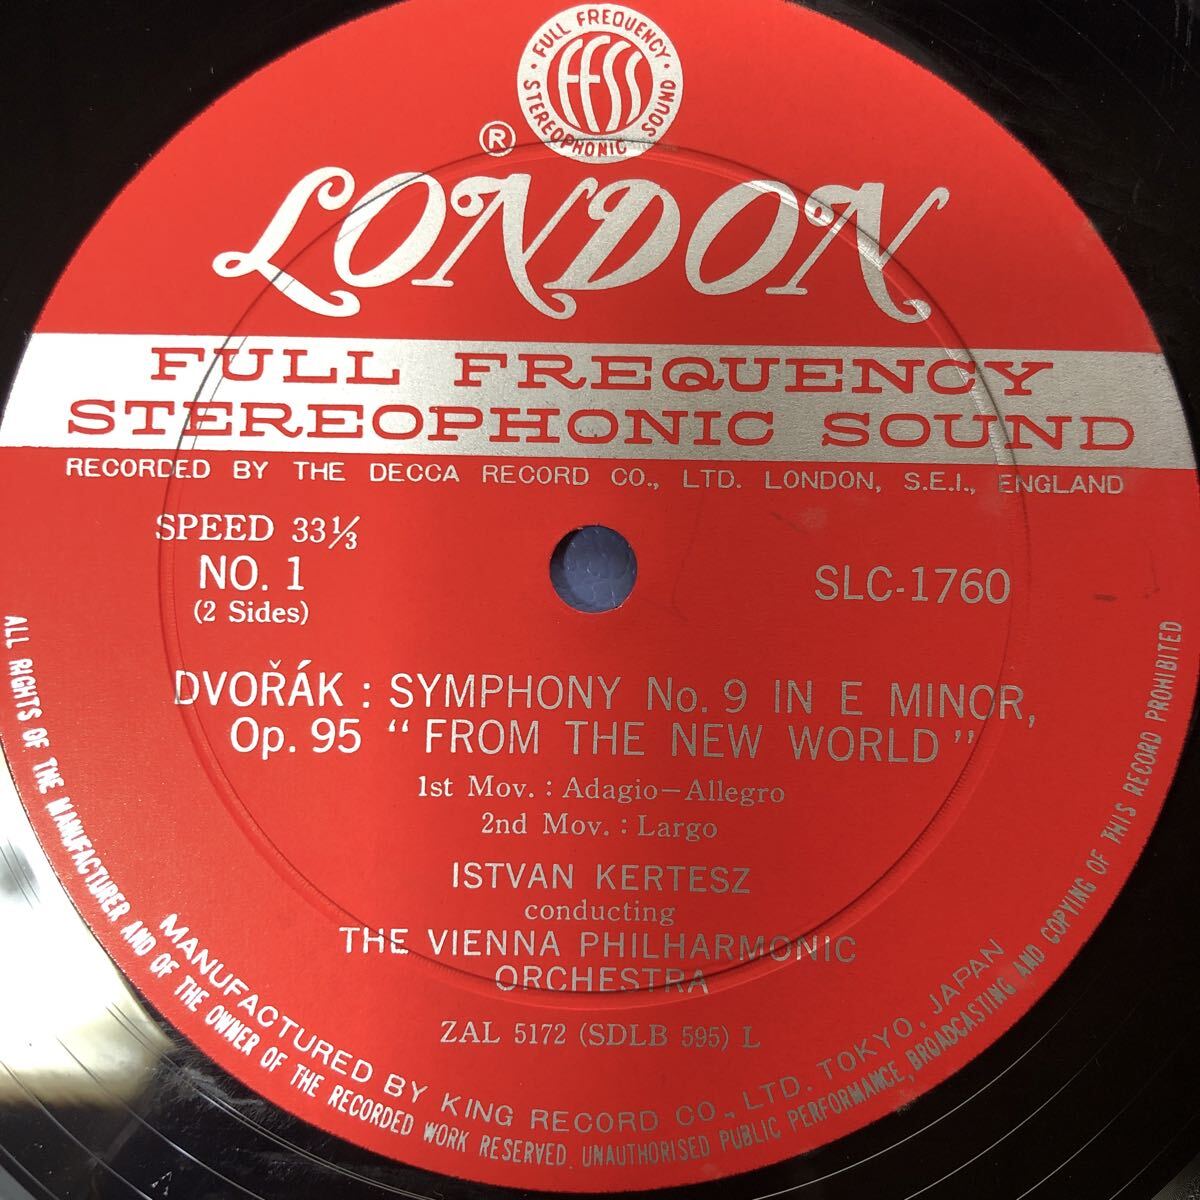 FULL FREQUENCY
FFSS
STEREOPHONIC SOUND
®
LONDON
FULL FREQUENCY
STEREOPHONIC SOUND
RECORDED BY THE DECCA RECORD CO., LTD. LONDON, S.E.I., ENGLAND
SPEED 33⅓
NO. 1
(2 Sides)
SLC-1760
DVOŘÁK : SYMPHONY No. 9 IN E MINOR,
Op. 95 “FROM THE NEW WORLD”
1st Mov. : Adagio—Allegro
2nd Mov. : Largo
ISTVAN KERTESZ
conducting
THE VIENNA PHILHARMONIC
ORCHESTRA
ZAL 5172 (SDLB 595) L
MANUFACTURED BY KING RECORD CO., LTD. TOKYO, JAPAN
ALL RIGHTS OF THE MANUFACTURER AND OF THE OWNER OF THE RECORDED WORK RESERVED. UNAUTHORISED PUBLIC PERFORMANCE, BROADCASTING AND COPYING OF THIS RECORD PROHIBITED